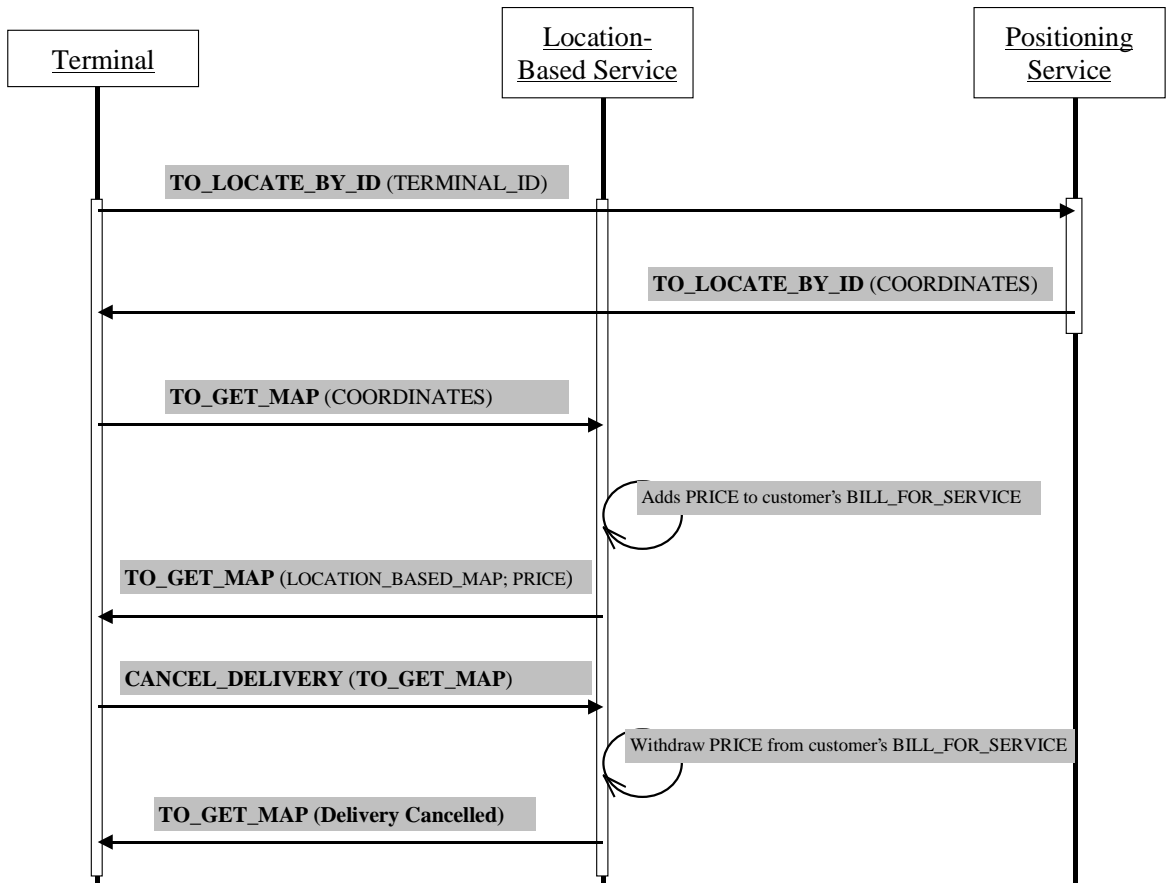 Terminal
Location-
Based Service
Positioning
Service
TO_LOCATE_BY_ID (TERMINAL_ID)
TO_LOCATE_BY_ID (COORDINATES)
TO_GET_MAP (COORDINATES)
Adds PRICE to customer's BILL_FOR_SERVICE
TO_GET_MAP (LOCATION_BASED_MAP; PRICE)
CANCEL_DELIVERY (TO_GET_MAP)
Withdraw PRICE from customer's BILL_FOR_SERVICE
TO_GET_MAP (Delivery Cancelled)